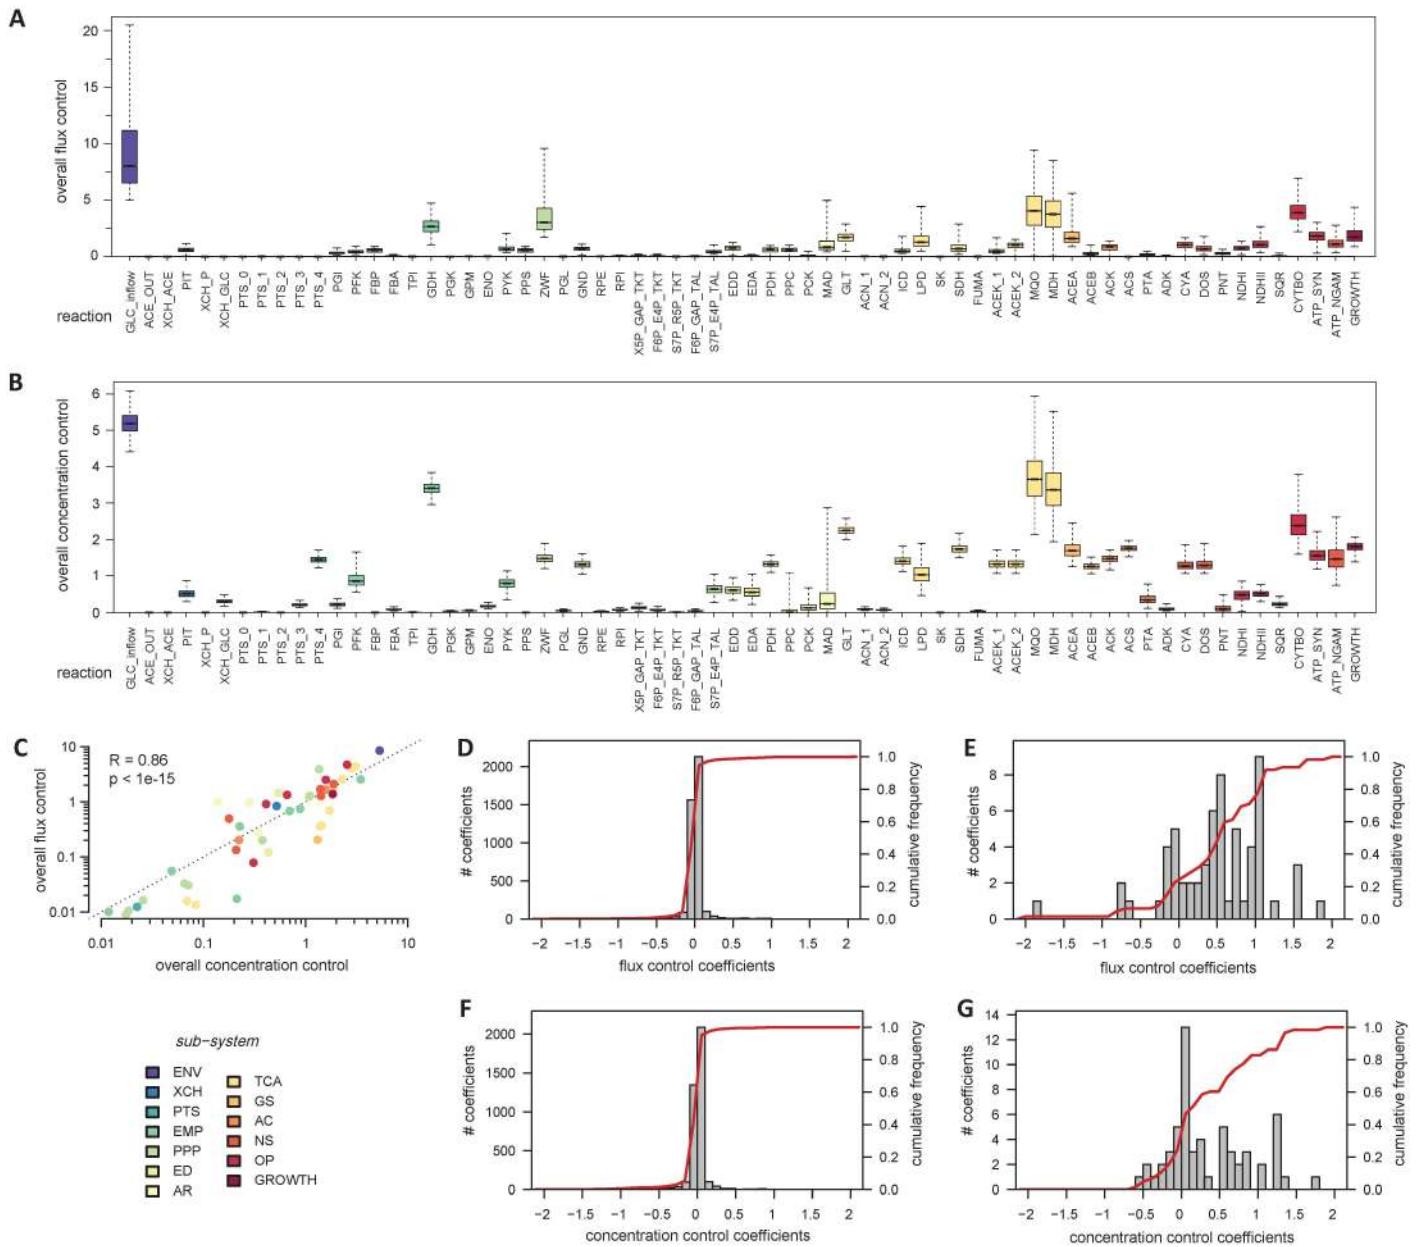 A
overall flux control
20
15
10
5
0
reaction
GLC_inflow
ACE_OUT
XCH_ACE
PIT
XCH_P
XCH_GLC
PTS_0
PTS_1
PTS_2
PTS_3
PTS_4
PGI
PFK
FBP
FBA
TPI
GDH
PGK
GPM
ENO
PYK
PPS
ZWF
PGL
GND
RPE
RPI
X5P_GAP_TKT
F6P_E4P_TKT
S7P_R5P_TKT
F6P_GAP_TAL
S7P_E4P_TAL
EDD
EDA
PDH
PPC
PCK
MAD
GLT
ACN_1
ACN_2
ICD
LPD
SK
SDH
FUMA
ACEK_1
ACEK_2
MQO
MDH
ACEA
ACEB
ACK
ACS
PTA
ADK
CYA
DOS
PNT
NDHI
NDHII
SQR
CYTBO
ATP_SYN
ATP_NGAM
GROWTH
B
overall concentration control
6
5
4
3
2
1
0
reaction
GLC_inflow
ACE_OUT
XCH_ACE
PIT
XCH_P
XCH_GLC
PTS_0
PTS_1
PTS_2
PTS_3
PTS_4
PGI
PFK
FBP
FBA
TPI
GDH
PGK
GPM
ENO
PYK
PPS
ZWF
PGL
GND
RPE
RPI
X5P_GAP_TKT
F6P_E4P_TKT
S7P_R5P_TKT
F6P_GAP_TAL
S7P_E4P_TAL
EDD
EDA
PDH
PPC
PCK
MAD
GLT
ACN_1
ACN_2
ICD
LPD
SK
SDH
FUMA
ACEK_1
ACEK_2
MQO
MDH
ACEA
ACEB
ACK
ACS
PTA
ADK
CYA
DOS
PNT
NDHI
NDHII
SQR
CYTBO
ATP_SYN
ATP_NGAM
GROWTH
C
overall flux control
10
1
0.1
0.01
R = 0.86
p < 1e-15
0.01 0.1 1 10
overall concentration control
D
# coefficients
2000
1500
1000
500
0
1.0
0.8
0.6
0.4
0.2
0
cumulative frequency
−2 −1.5 −1 −0.5 0 0.5 1 1.5 2
flux control coefficients
E
# coefficients
8
6
4
2
0
1.0
0.8
0.6
0.4
0.2
0
cumulative frequency
−2 −1.5 −1 −0.5 0 0.5 1 1.5 2
flux control coefficients
sub-system
ENV
XCH
PTS
EMP
PPP
ED
AR
TCA
GS
AC
NS
OP
GROWTH
F
# coefficients
2000
1500
1000
500
0
1.0
0.8
0.6
0.4
0.2
0
cumulative frequency
−2 −1.5 −1 −0.5 0 0.5 1 1.5 2
concentration control coefficients
G
# coefficients
14
12
10
8
6
4
2
0
1.0
0.8
0.6
0.4
0.2
0
cumulative frequency
−2 −1.5 −1 −0.5 0 0.5 1 1.5 2
concentration control coefficients